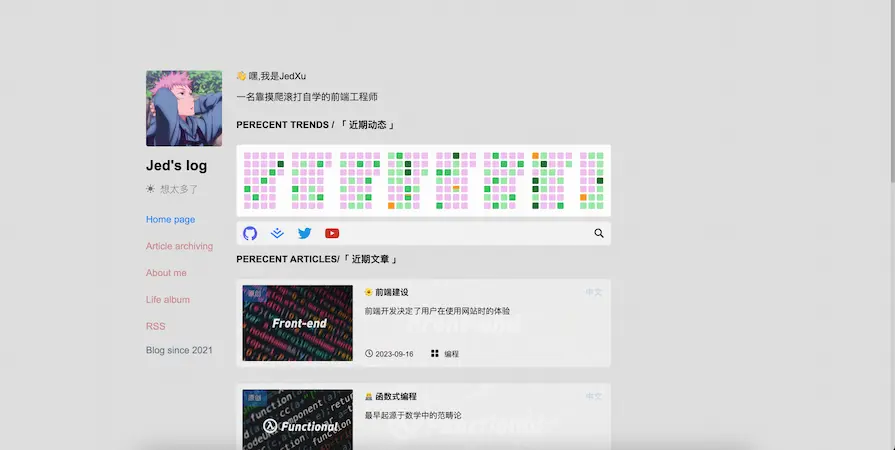 👋 嘿,我是JedXu
一名靠摸爬滚打自学的前端工程师
PERECENT TRENDS / 「 近期动态 」
Jed's log
想太多了
Home page
Articie archiving
About me
Life album
RSS
Blog since 2021
PERECENT ARTICLES/「 近期文章 」
原创
Front-end
前端建设
中文
前端开发决定了用户在使用网站时的体验
2023-09-16
编程
原创
Functional
函数式编程
中文
最早起源于数学中的范畴论